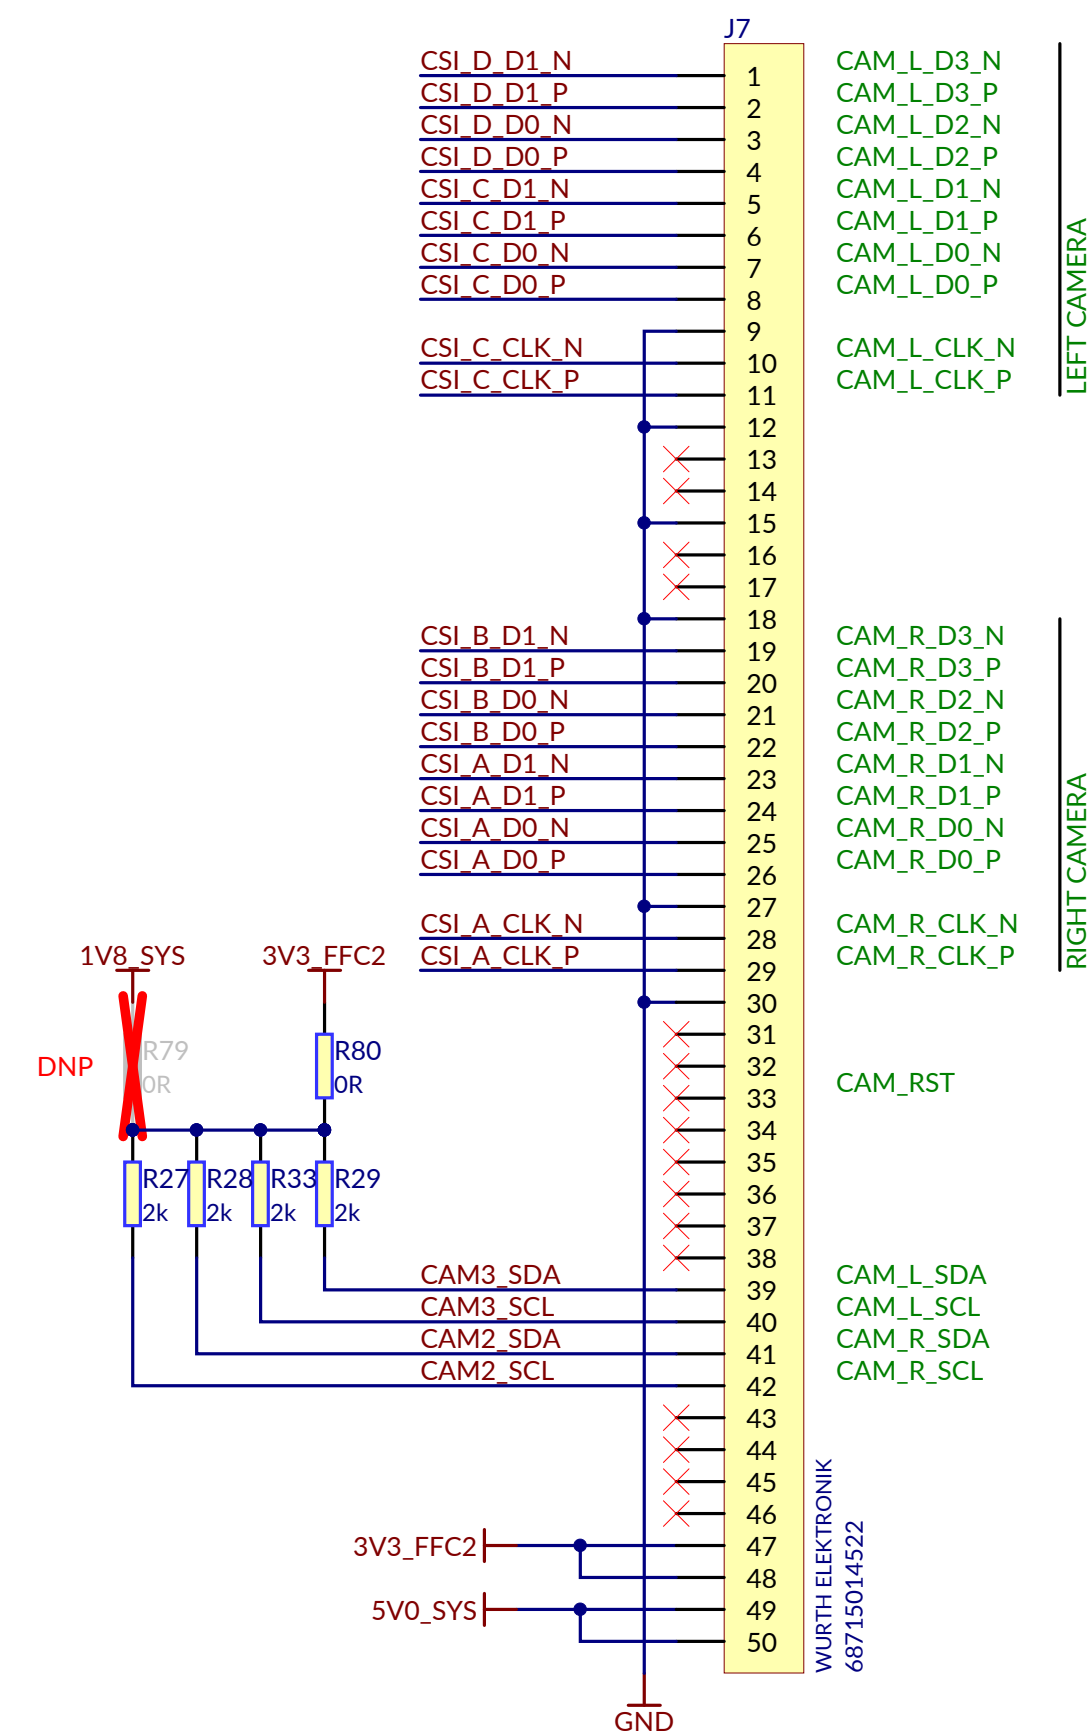 J7
CSI_D_D1_N 1 CAM_L_D3_N
CSI_D_D1_P 2 CAM_L_D3_P
CSI_D_D0_N 3 CAM_L_D2_N
CSI_D_D0_P 4 CAM_L_D2_P
CSI_C_D1_N 5 CAM_L_D1_N
CSI_C_D1_P 6 CAM_L_D1_P
CSI_C_D0_N 7 CAM_L_D0_N
CSI_C_D0_P 8 CAM_L_D0_P
9
CSI_C_CLK_N 10 CAM_L_CLK_N
CSI_C_CLK_P 11 CAM_L_CLK_P
LEFT CAMERA
12
13
14
15
16
17
18
CSI_B_D1_N 19 CAM_R_D3_N
CSI_B_D1_P 20 CAM_R_D3_P
CSI_B_D0_N 21 CAM_R_D2_N
CSI_B_D0_P 22 CAM_R_D2_P
CSI_A_D1_N 23 CAM_R_D1_N
CSI_A_D1_P 24 CAM_R_D1_P
CSI_A_D0_N 25 CAM_R_D0_N
CSI_A_D0_P 26 CAM_R_D0_P
27
CSI_A_CLK_N 28 CAM_R_CLK_N
CSI_A_CLK_P 29 CAM_R_CLK_P
RIGHT CAMERA
1V8_SYS 3V3_FFC2
30
31
32
33 CAM_RST
34
35
36
37
38
DNP R79 R80
0R 0R
R27 R28 R33 R29
2k 2k 2k 2k
CAM3_SDA 39 CAM_L_SDA
CAM3_SCL 40 CAM_L_SCL
CAM2_SDA 41 CAM_R_SDA
CAM2_SCL 42 CAM_R_SCL
43
44
45
46
3V3_FFC2 47
48
5V0_SYS 49
50
WURTH ELEKTRONIK
68715014522
GND